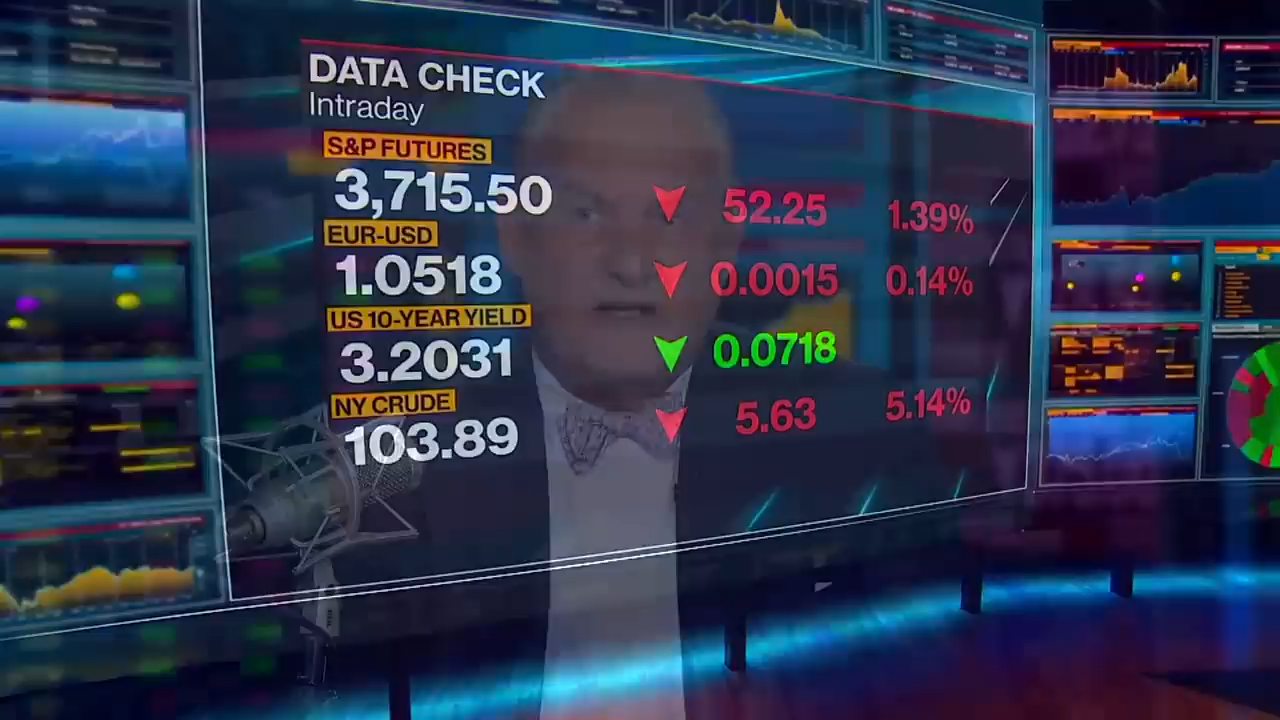 DATA CHECK
Intraday
S&P FUTURES
3,715.50 52.25 1.39%
EUR-USD
1.0518 0.0015 0.14%
US 10-YEAR YIELD
3.2031 0.0718
NY CRUDE
103.89 5.63 5.14%